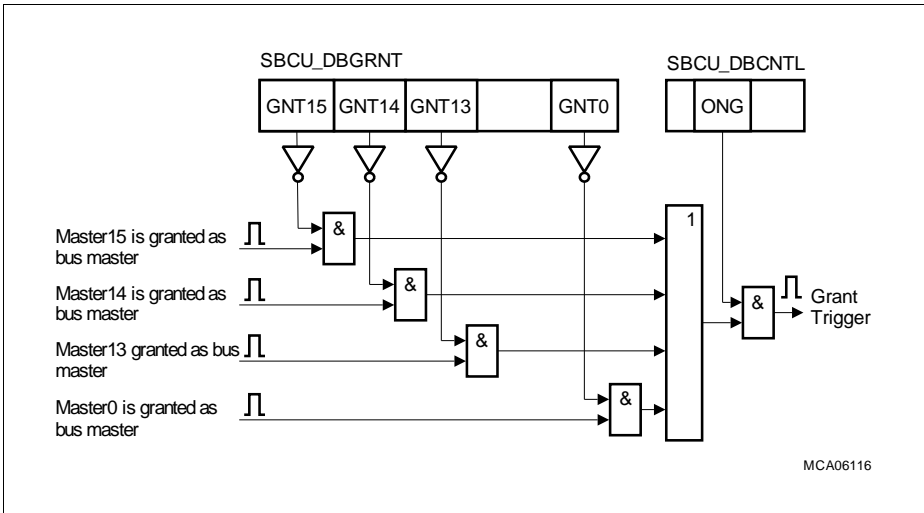 SBCU_DBGRNT
SBCU_DBCNTL
GNT15
GNT14
GNT13
GNT0
ONG
Master15 is granted as
bus master
&
1
Master14 is granted as
bus master
&
&
Grant
Trigger
Master13 granted as bus
master
&
Master0 is granted as
bus master
&
MCA06116